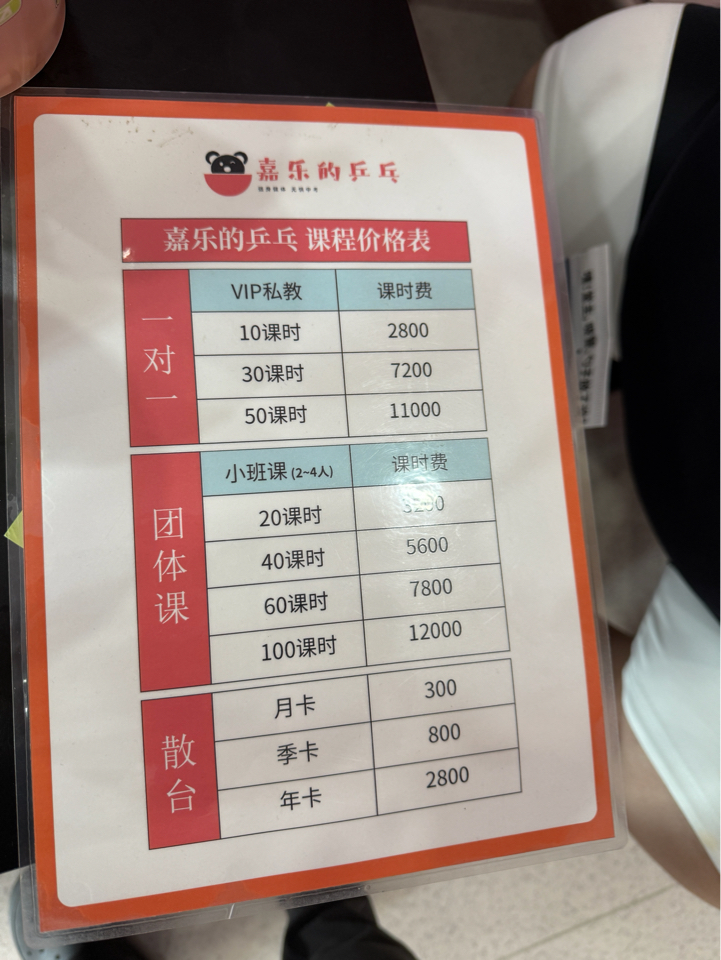 嘉乐的乒乓
嘉乐的乒乓 课程价格表
一对一
VIP私教 课时费
10课时 2800
30课时 7200
50课时 11000
团体课
小班课 (2~4人) 课时费
20课时 3200
40课时 5600
60课时 7800
100课时 12000
散台
月卡 300
季卡 800
年卡 2800